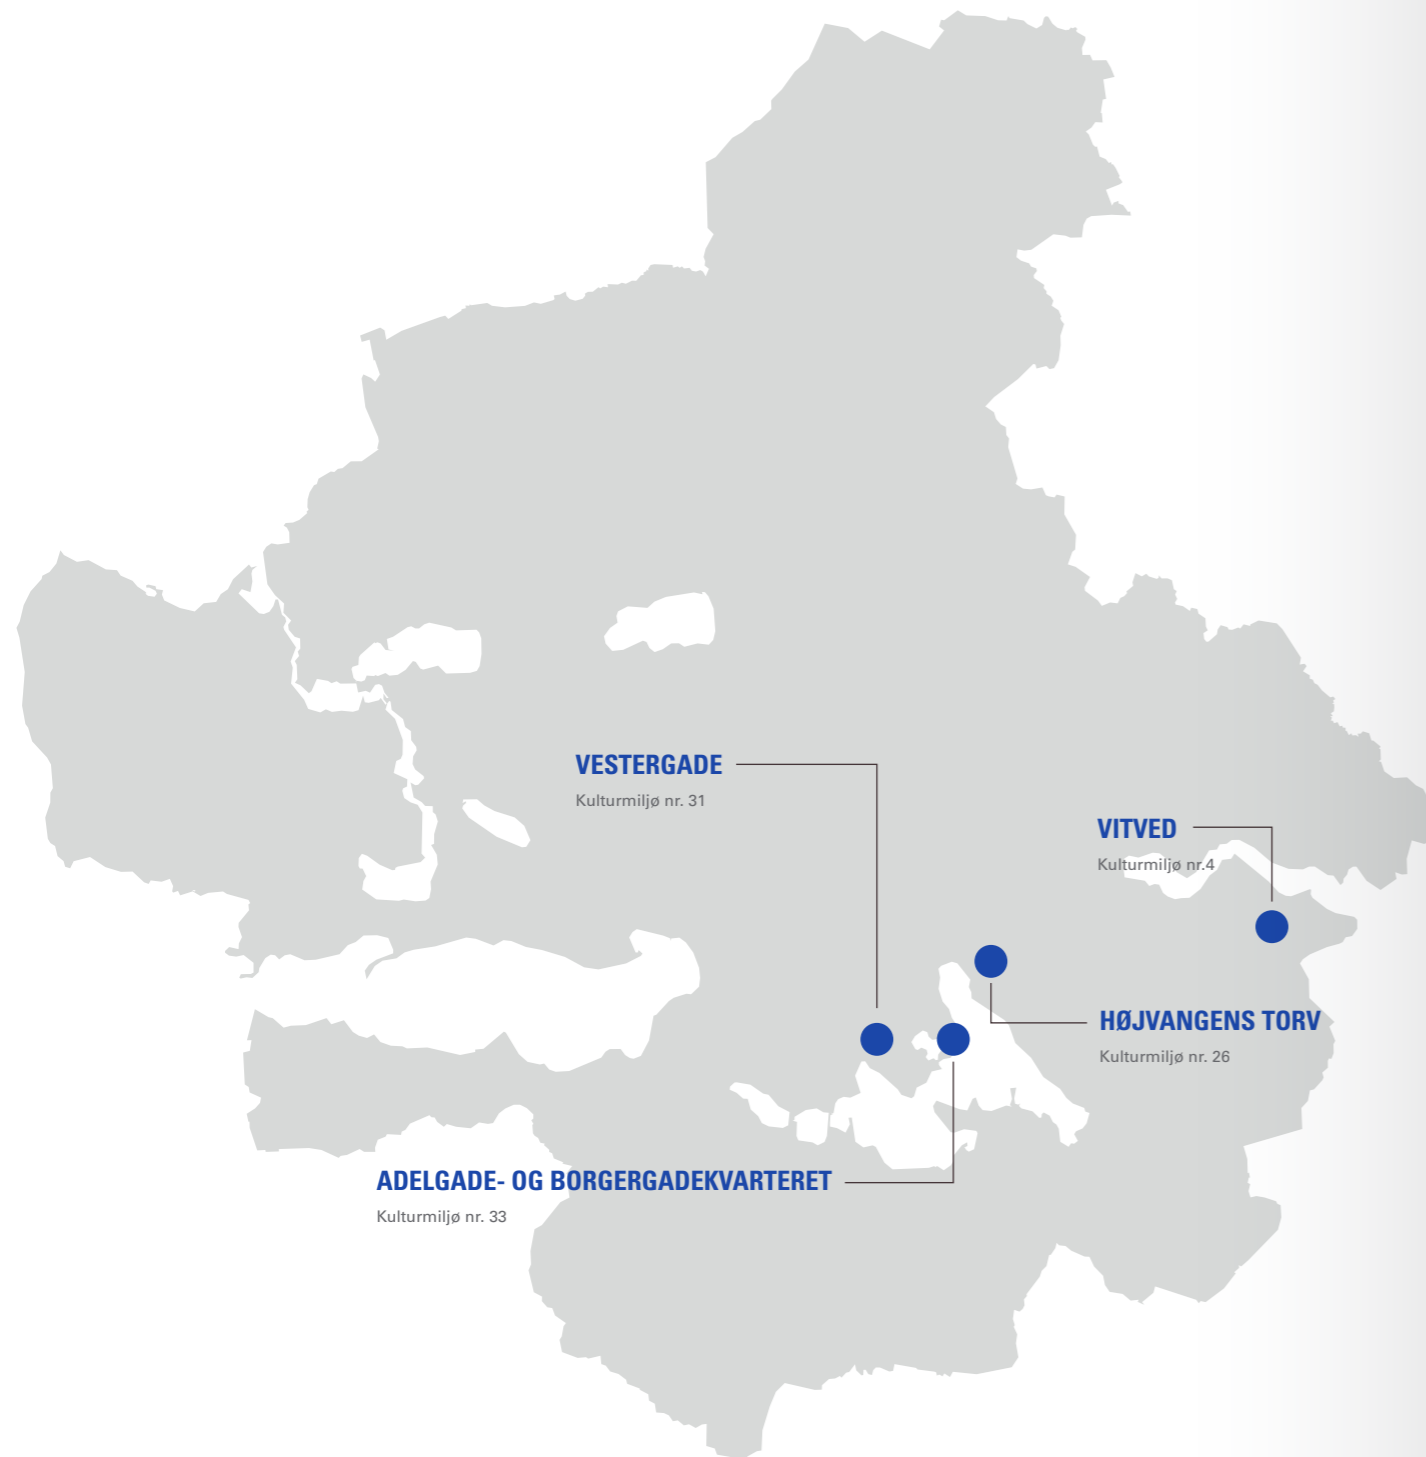 VESTERGADE
Kulturmiljø nr. 31
VITVED
Kulturmiljø nr.4
HØJVANGENS TORV
Kulturmiljø nr. 26
ADELGADE- OG BORGERGADEKVARTERET
Kulturmiljø nr. 33